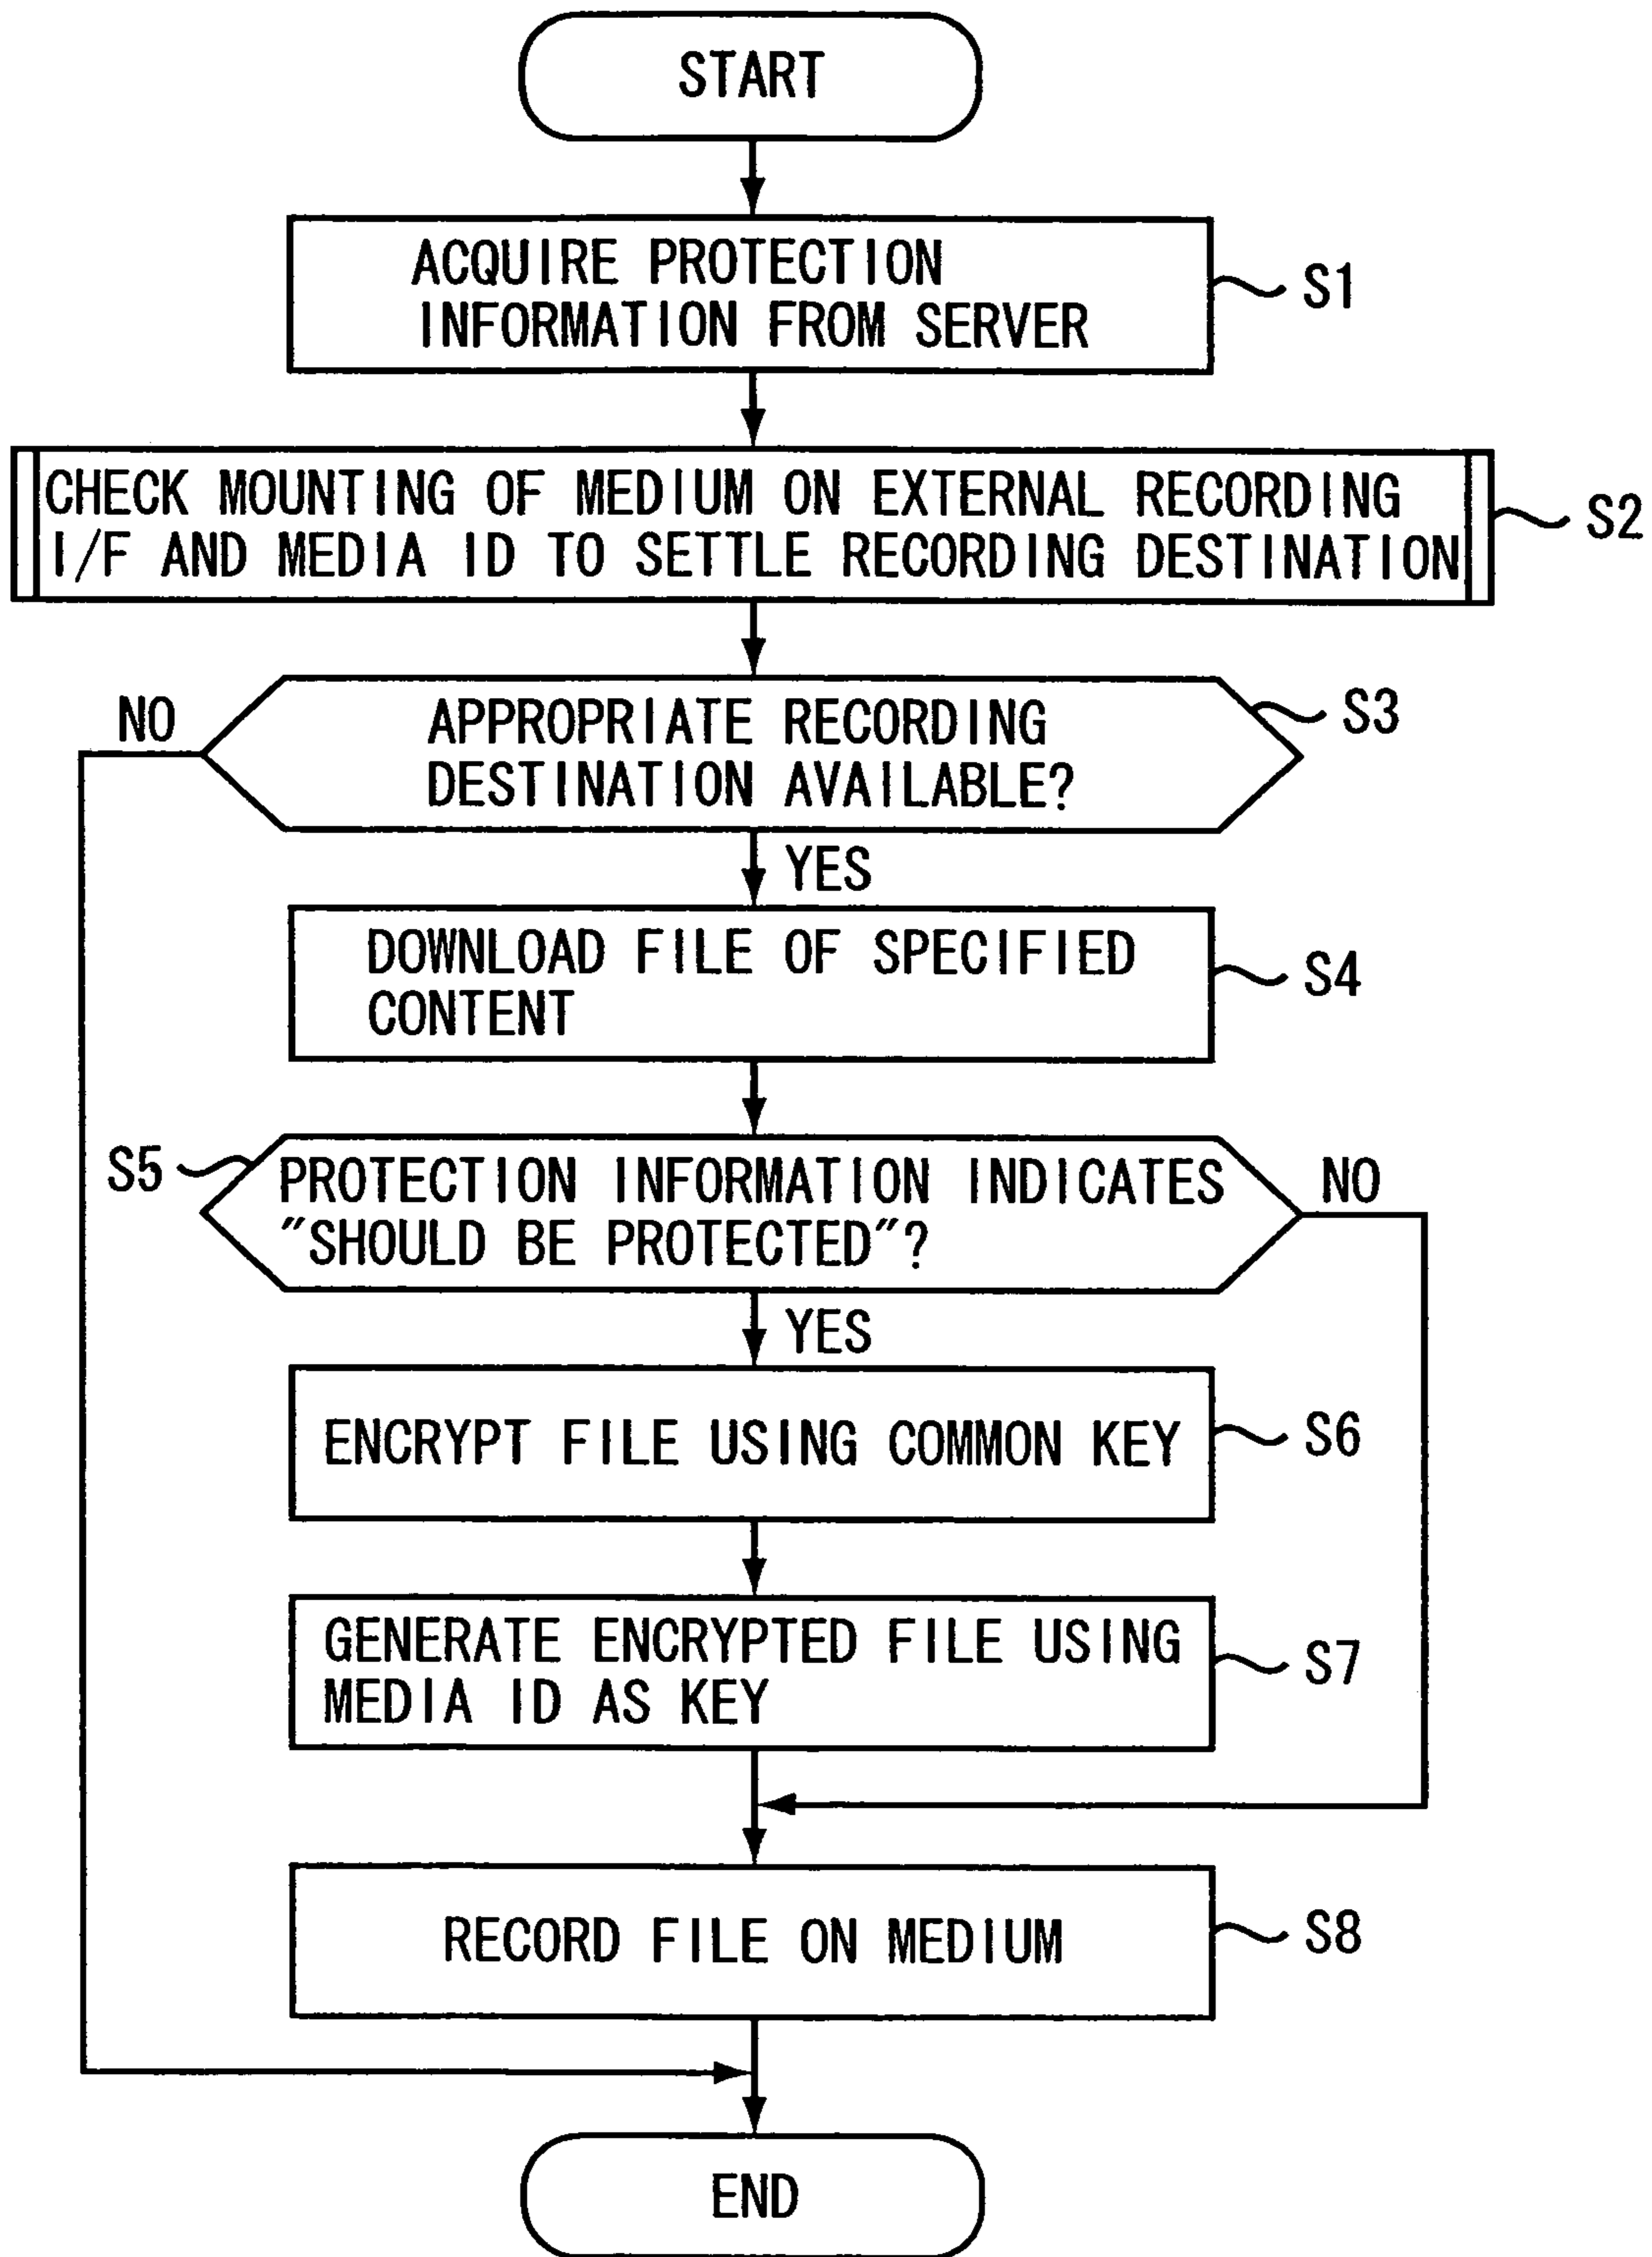 START
ACQUIRE PROTECTION
INFORMATION FROM SERVER
S1
CHECK MOUNTING OF MEDIUM ON EXTERNAL RECORDING
I/F AND MEDIA ID TO SETTLE RECORDING DESTINATION
S2
NO
APPROPRIATE RECORDING
DESTINATION AVAILABLE?
S3
YES
DOWNLOAD FILE OF SPECIFIED
CONTENT
S4
S5
PROTECTION INFORMATION INDICATES
"SHOULD BE PROTECTED"?
NO
YES
ENCRYPT FILE USING COMMON KEY
S6
GENERATE ENCRYPTED FILE USING
MEDIA ID AS KEY
S7
RECORD FILE ON MEDIUM
S8
END